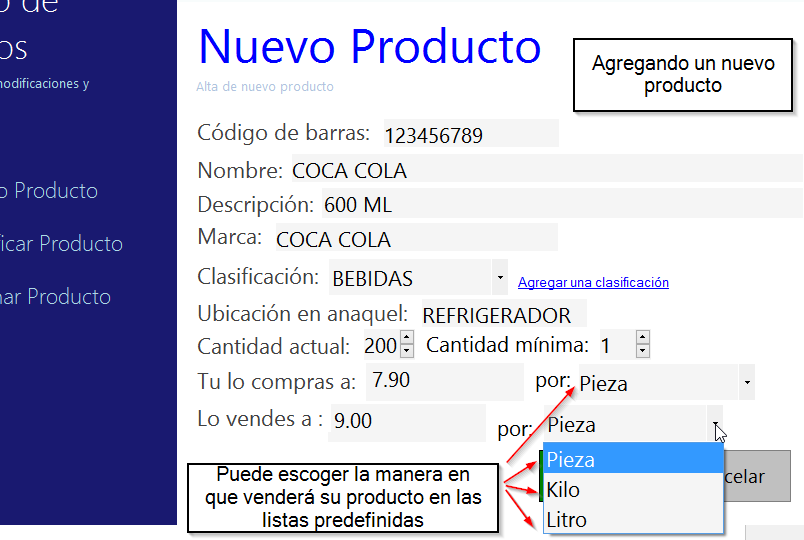 o de
os
modificaciones y
o Producto
ficar Producto
nar Producto
Nuevo Producto
Alta de nuevo producto
Agregando un nuevo
producto
Código de barras: 123456789
Nombre: COCA COLA
Descripción: 600 ML
Marca: COCA COLA
Clasificación: BEBIDAS Agregar una clasificación
Ubicación en anaquel: REFRIGERADOR
Cantidad actual: 200 Cantidad mínima: 1
Tu lo compras a: 7.90 por: Pieza
Lo vendes a : 9.00 por: Pieza
Pieza
Kilo
Litro
celar
Puede escoger la manera en
que venderá su producto en las
listas predefinidas